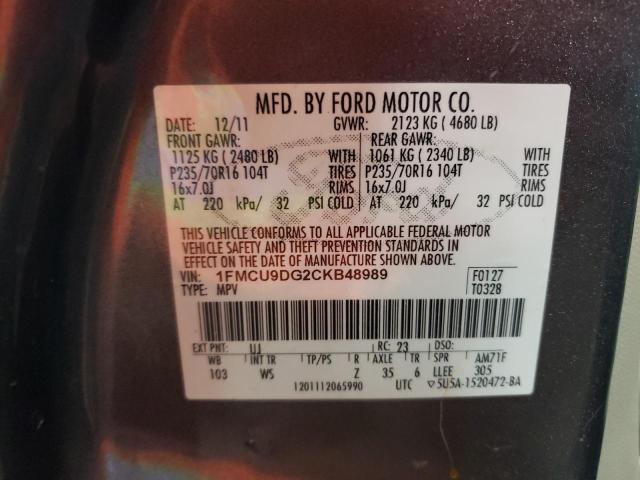 MFD. BY FORD MOTOR CO.
DATE: 12/11 GVWR: 2123 KG ( 4680 LB)
FRONT GAWR: REAR GAWR:
1125 KG ( 2480 LB) WITH 1061 KG ( 2340 LB) WITH
P235/70R16 104T TIRES P235/70R16 104T TIRES
16x7.0J RIMS 16x7.0J RIMS
AT 220 kPa/ 32 PSI COLD AT 220 kPa/ 32 PSI COLD
THIS VEHICLE CONFORMS TO ALL APPLICABLE FEDERAL MOTOR
VEHICLE SAFETY AND THEFT PREVENTION STANDARDS IN
EFFECT ON THE DATE OF MANUFACTURE SHOWN ABOVE.
VIN: 1FMCU9DG2CKB48989 F0127
TYPE: MPV T0328
EXT PNT: UJ RC: 23 DSO:
WB INT TR TP/PS R AXLE TR SPR AM71F
103 WS Z 35 6 LLEE 305
1201112065990 UTC ▽5U5A-1520472-BA